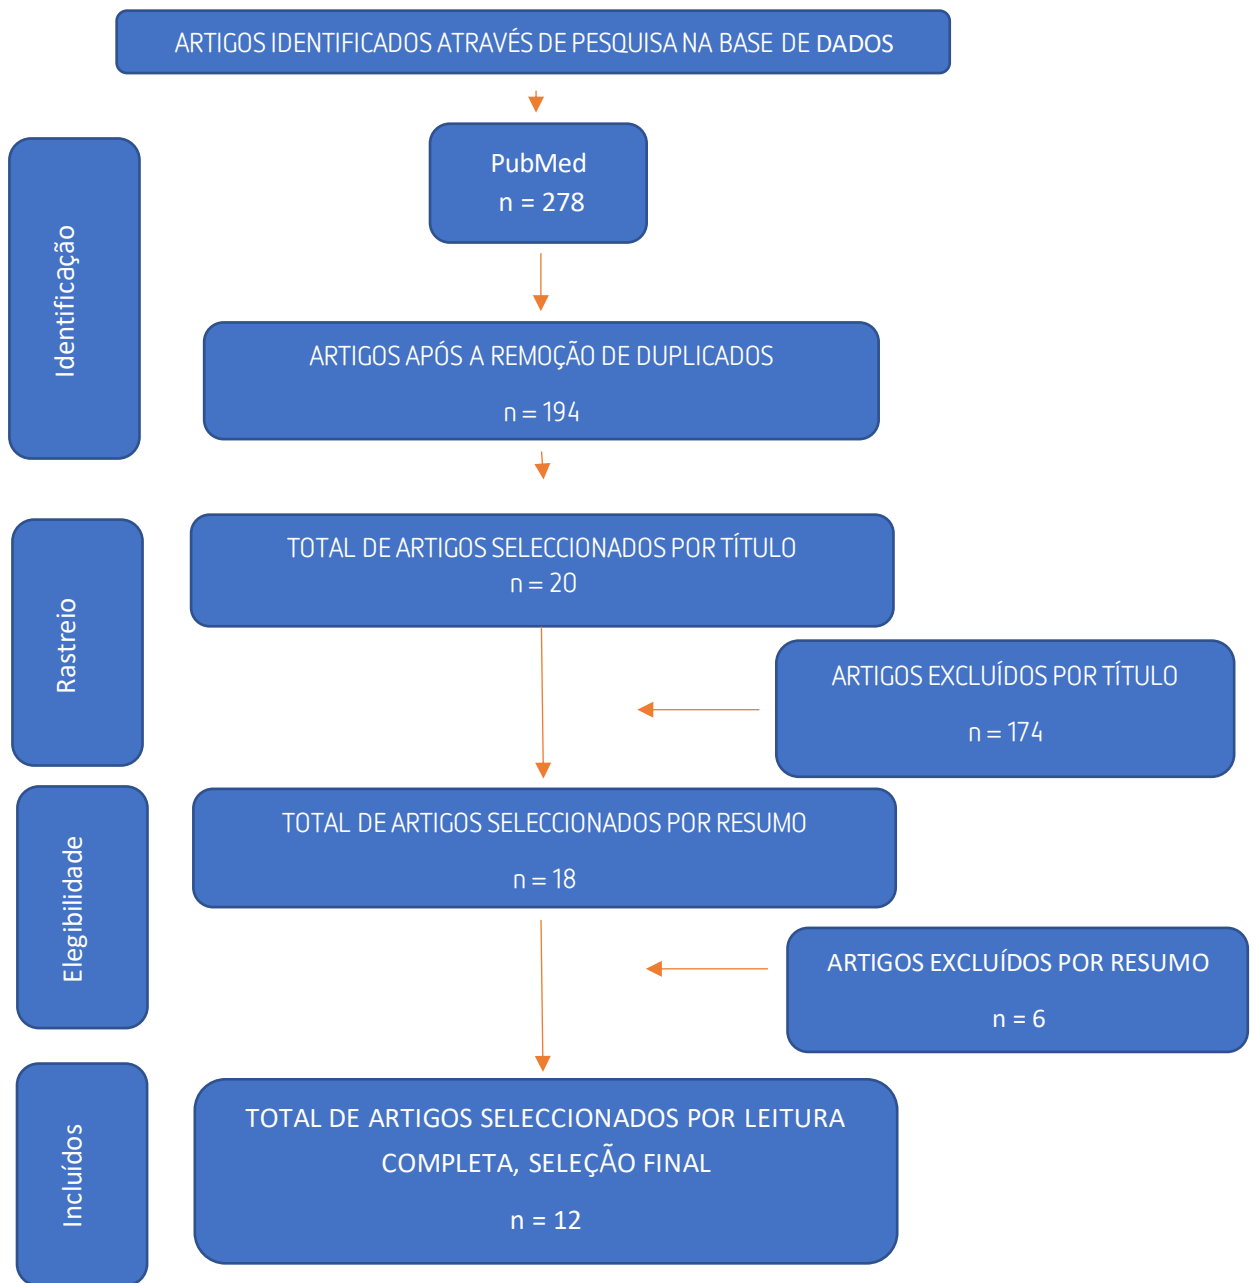 ARTIGOS IDENTIFICADOS ATRAVÉS DE PESQUISA NA BASE DE DADOS
PubMed
n = 278
Identificação
ARTIGOS APÓS A REMOÇÃO DE DUPLICADOS
n = 194
TOTAL DE ARTIGOS SELECCIONADOS POR TÍTULO
n = 20
Rastreio
ARTIGOS EXCLUÍDOS POR TÍTULO
n = 174
TOTAL DE ARTIGOS SELECCIONADOS POR RESUMO
n = 18
Elegibilidade
ARTIGOS EXCLUÍDOS POR RESUMO
n = 6
TOTAL DE ARTIGOS SELECCIONADOS POR LEITURA
COMPLETA, SELEÇÃO FINAL
n = 12
Incluídos